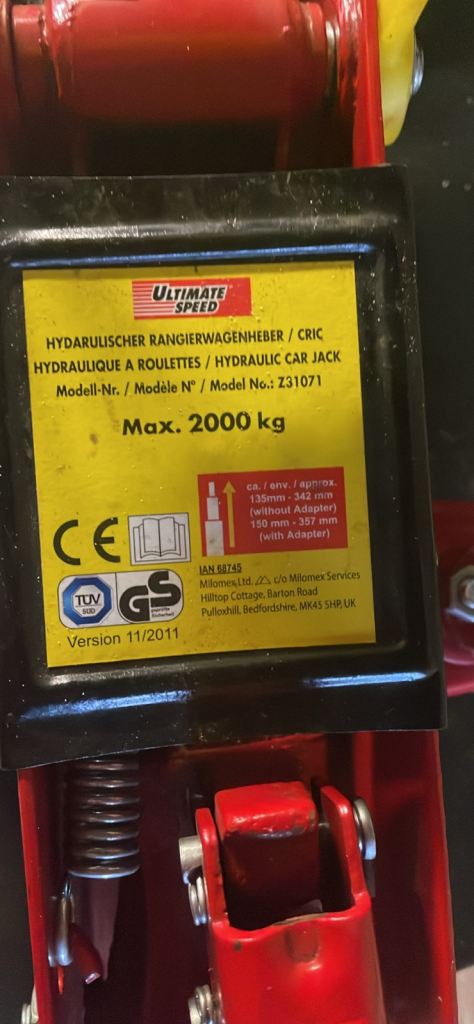 ULTIMATE
SPEED
HYDARULISCHER RANGIERWAGENHEBER / CRIC
HYDRAULIQUE A ROULETTES / HYDRAULIC CAR JACK
Modell-Nr. / Modèle N° / Model No.: Z31071
Max. 2000 kg
ca. / env. / approx.
135mm - 342 mm
(without Adapter)
150 mm - 357 mm
(with Adapter)
CE
TÜV
SÜD
GS
geprüfte
Sicherheit
IAN 68745
Milomex Ltd. c/o Milomex Services
Hilltop Cottage, Barton Road
Pulloxhill, Bedfordshire, MK45 5HP, UK
Version 11/2011